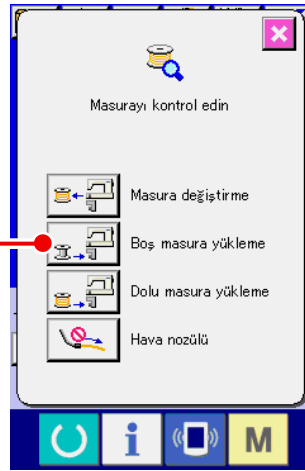 Masurayı kontrol edin
Masura değiştirme
Boş masura yükleme
Dolu masura yükleme
Hava nozülü
i
M